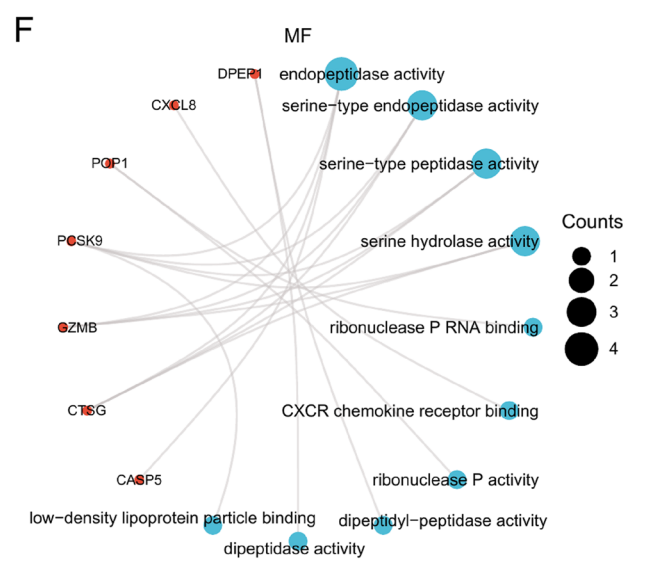 F
MF
DPEP1
endopeptidase activity
CXCL8
serine-type endopeptidase activity
POP1
serine-type peptidase activity
PCSK9
serine hydrolase activity
GZMB
ribonuclease P RNA binding
CTSG
CXCR chemokine receptor binding
CASP5
ribonuclease P activity
low-density lipoprotein particle binding
dipeptidyl-peptidase activity
dipeptidase activity
Counts
1
2
3
4